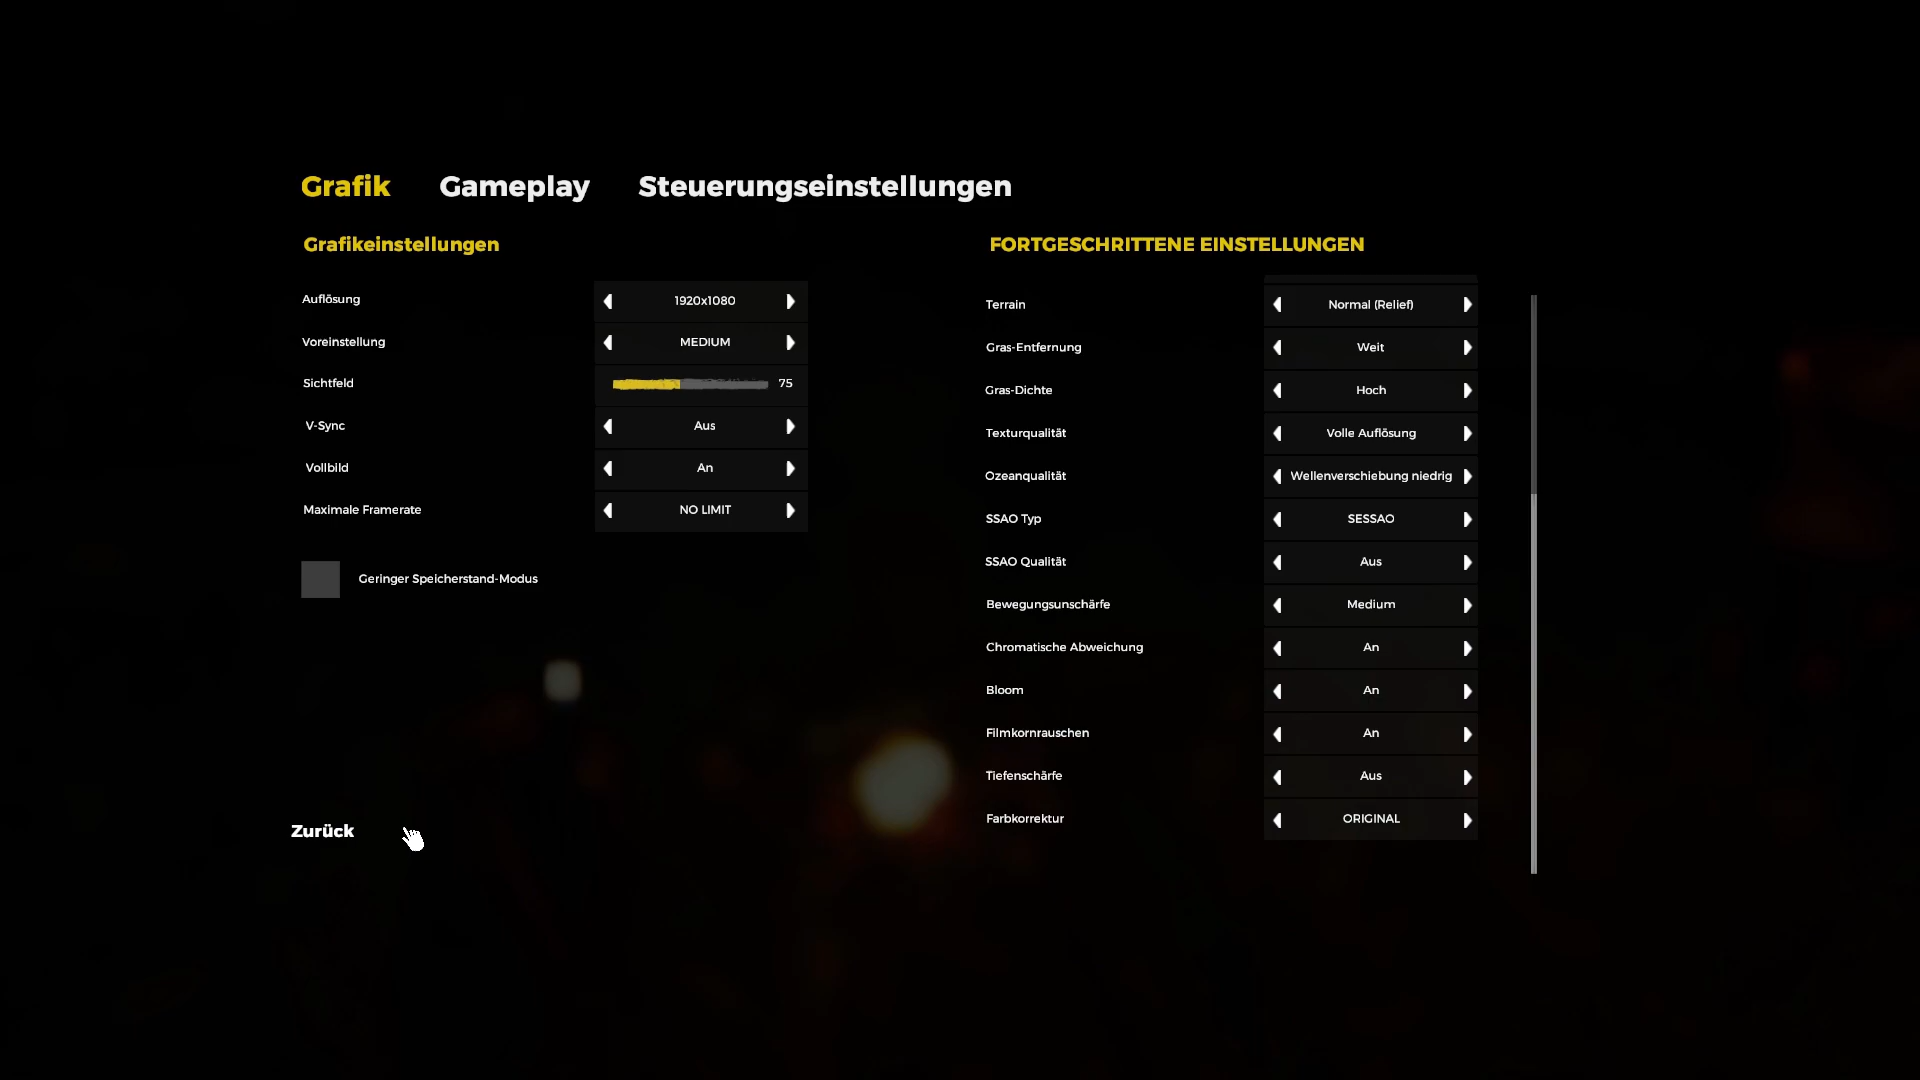 Grafik Gameplay Steuerungseinstellungen
Grafikeinstellungen
Auflösung 1920x1080
Voreinstellung MEDIUM
Sichtfeld 75
V-Sync Aus
Vollbild An
Maximale Framerate NO LIMIT
Geringer Speicherstand-Modus
Zurück
FORTGESCHRITTENE EINSTELLUNGEN
Terrain Normal (Relief)
Gras-Entfernung Weit
Gras-Dichte Hoch
Texturqualität Volle Auflösung
Ozeanqualität Wellenverschiebung niedrig
SSAO Typ SESSAO
SSAO Qualität Aus
Bewegungsunschärfe Medium
Chromatische Abweichung An
Bloom An
Filmkornrauschen An
Tiefenschärfe Aus
Farbkorrektur ORIGINAL